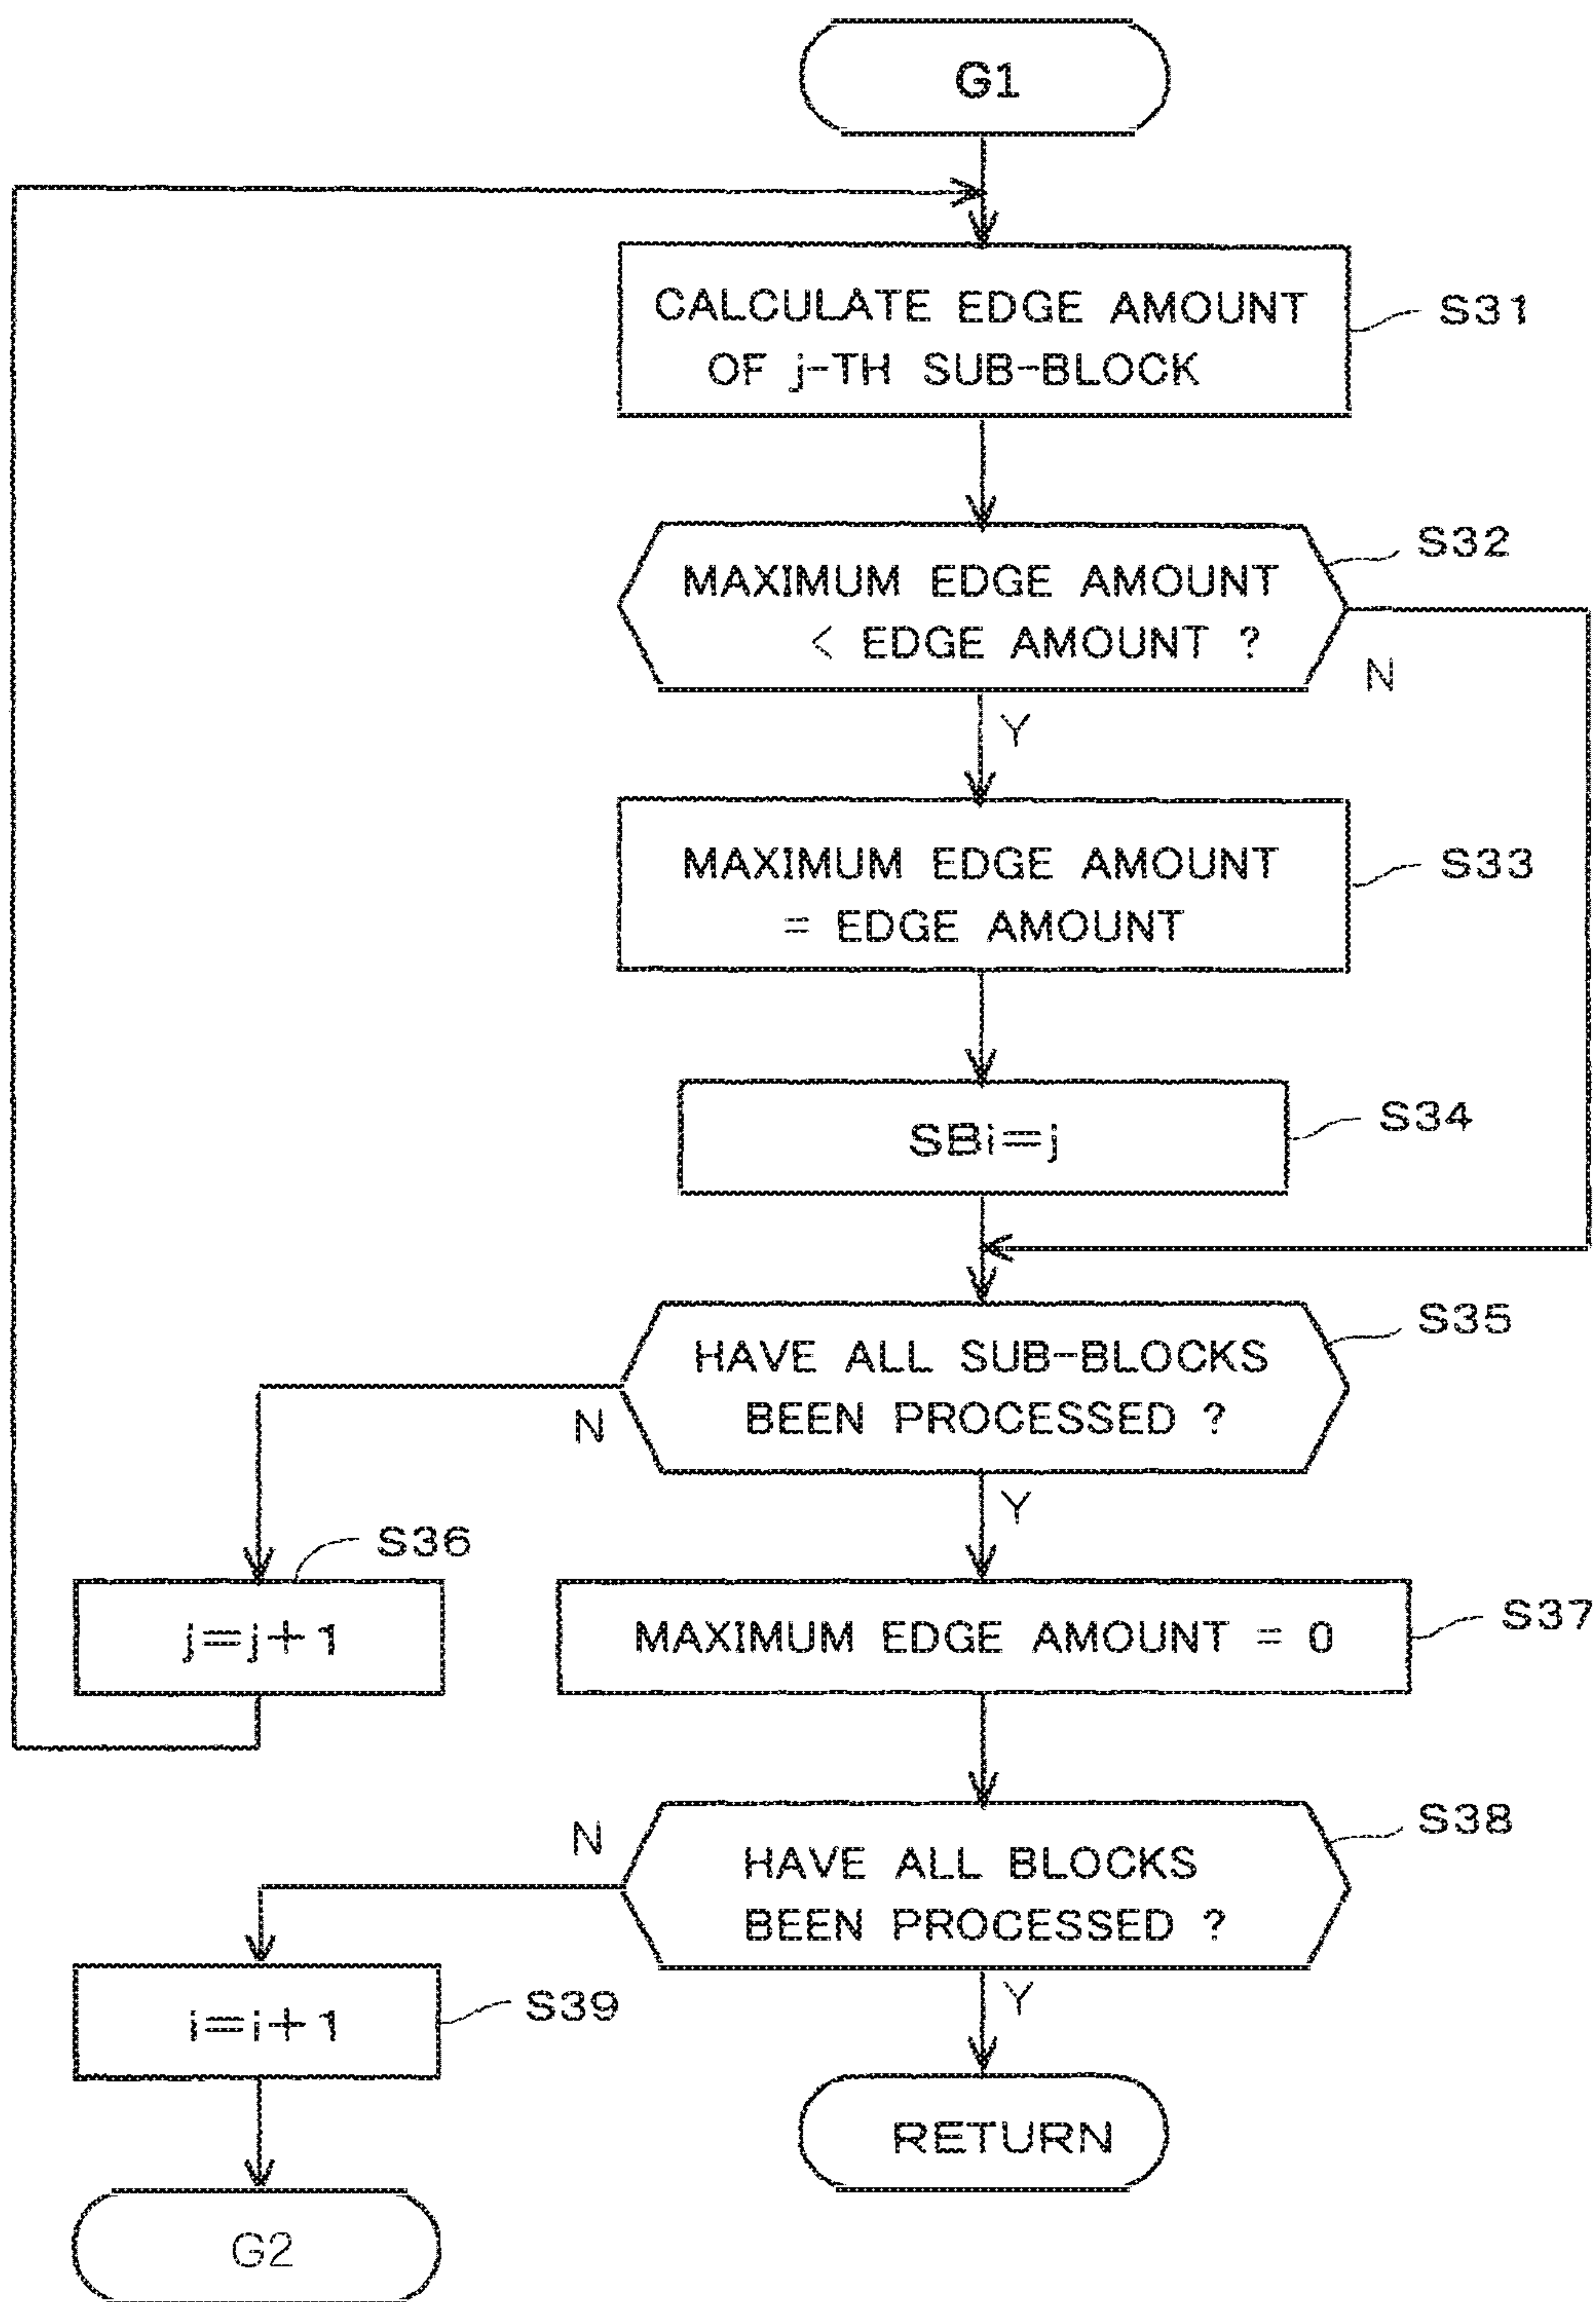 G1
CALCULATE EDGE AMOUNT
OF j-TH SUB-BLOCK
S31
MAXIMUM EDGE AMOUNT
< EDGE AMOUNT ?
S32
N
Y
MAXIMUM EDGE AMOUNT
= EDGE AMOUNT
S33
SBi=j
S34
HAVE ALL SUB-BLOCKS
BEEN PROCESSED ?
S35
N
Y
S36
j=j+1
MAXIMUM EDGE AMOUNT = 0
S37
N
HAVE ALL BLOCKS
BEEN PROCESSED ?
S38
Y
i=i+1
S39
RETURN
G2